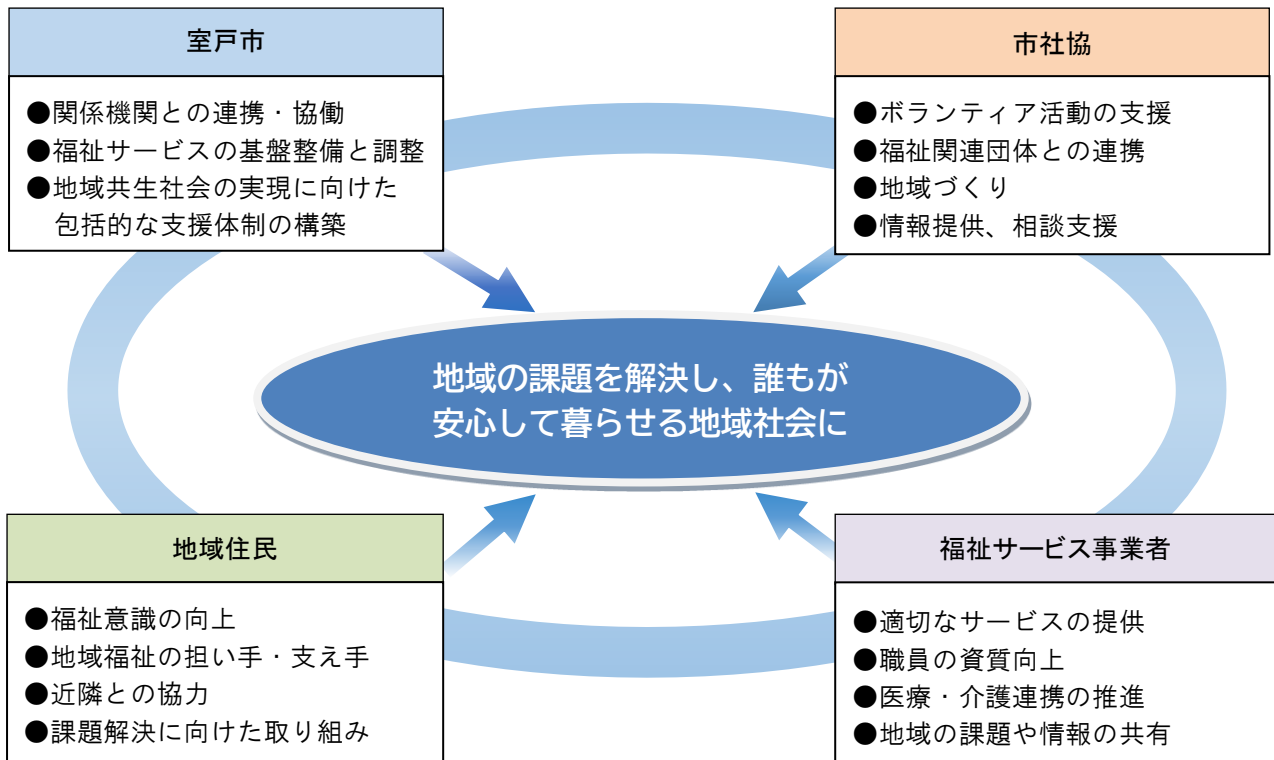 室戸市
●関係機関との連携・協働
●福祉サービスの基盤整備と調整
●地域共生社会の実現に向けた
包括的な支援体制の構築
市社協
●ボランティア活動の支援
●福祉関連団体との連携
●地域づくり
●情報提供、相談支援
地域の課題を解決し、誰もが
安心して暮らせる地域社会に
地域住民
●福祉意識の向上
●地域福祉の担い手・支え手
●近隣との協力
●課題解決に向けた取り組み
福祉サービス事業者
●適切なサービスの提供
●職員の資質向上
●医療・介護連携の推進
●地域の課題や情報の共有